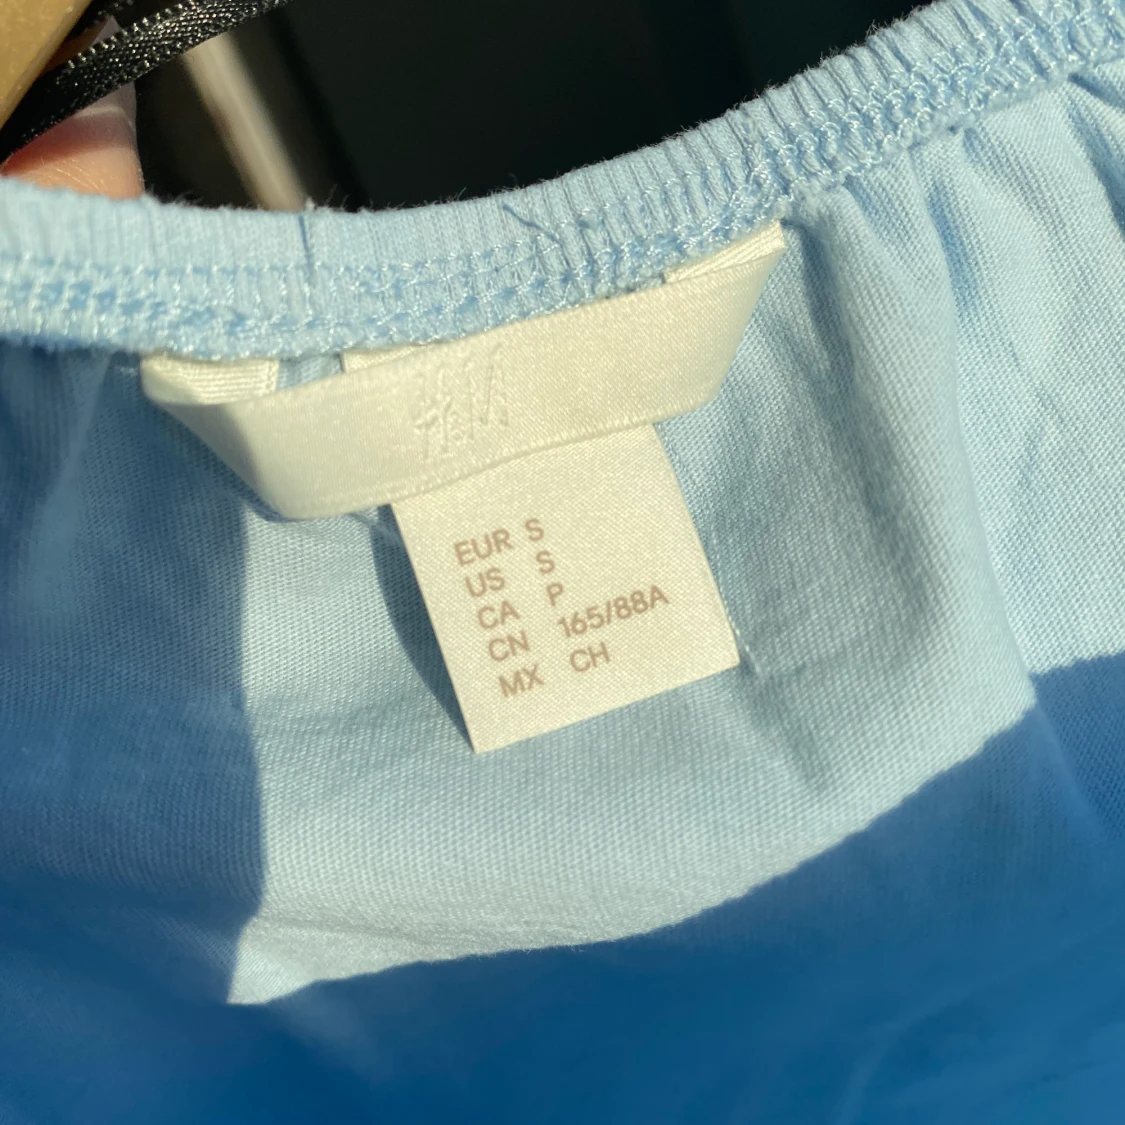 H&M
EUR S
US S
CA P
CN 165/88A
MX CH